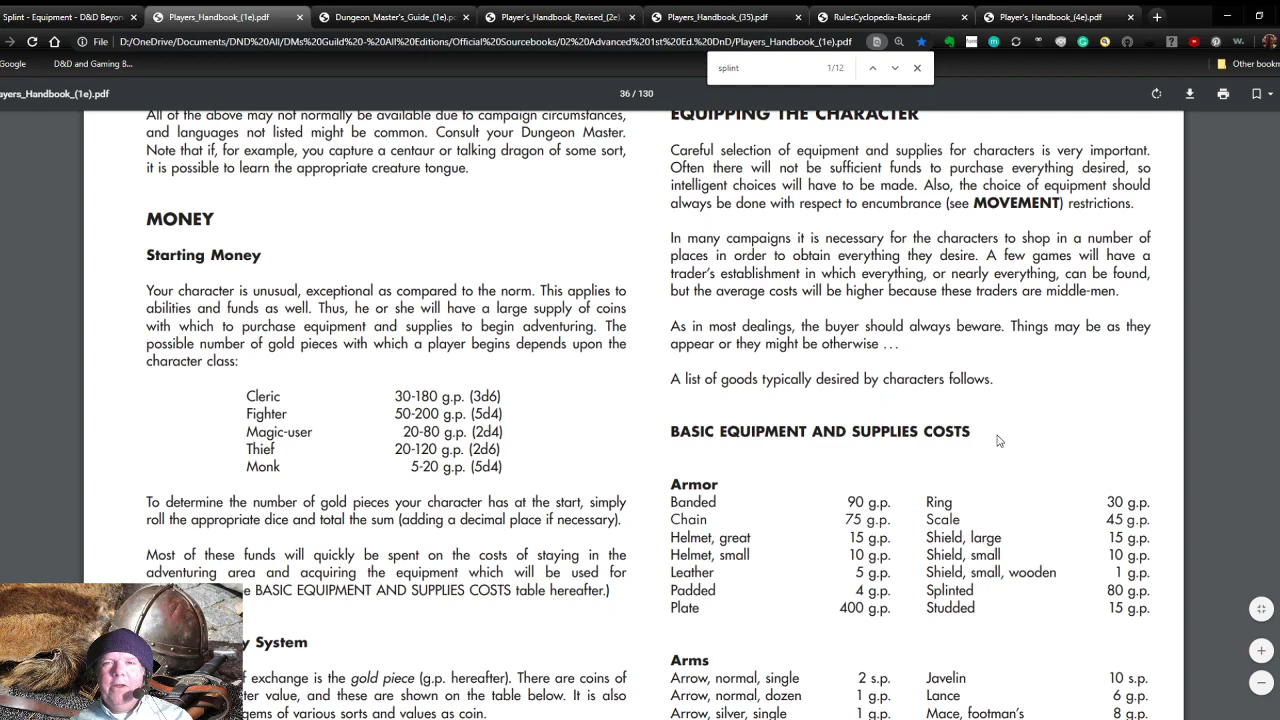 Splint - Equipment - D&D Beyon
Players_Handbook_(1e).pdf
Dungeon_Master's_Guide_(1e).pdf
Player's_Handbook_Revised_(2e)
Players_Handbook_(35).pdf
RulesCyclopedia-Basic.pdf
Player's_Handbook_(4e).pdf
File
D:/OneDrive/Documents/DND%20All/DMs%20Guild%20-%20All%20Editions/Official%20Sourcebooks/02%20Advanced%201st%20Ed.%20DnD/Players_Handbook_(1e).pdf
Google
D&D and Gaming B...
splint
1/12
Other bookm
ayers_Handbook_(1e).pdf
36 / 130
All of the above may not normally be available due to campaign circumstances,
and languages not listed might be common. Consult your Dungeon Master.
Note that if, for example, you capture a centaur or talking dragon of some sort,
it is possible to learn the appropriate creature tongue.
MONEY
Starting Money
Your character is unusual, exceptional as compared to the norm. This applies to
abilities and funds as well. Thus, he or she will have a large supply of coins
with which to purchase equipment and supplies to begin adventuring. The
possible number of gold pieces with which a player begins depends upon the
character class:
Cleric 30-180 g.p. (3d6)
Fighter 50-200 g.p. (5d4)
Magic-user 20-80 g.p. (2d4)
Thief 20-120 g.p. (2d6)
Monk 5-20 g.p. (5d4)
To determine the number of gold pieces your character has at the start, simply
roll the appropriate dice and total the sum (adding a decimal place if necessary).
Most of these funds will quickly be spent on the costs of staying in the
adventuring area and acquiring the equipment which will be used for
e BASIC EQUIPMENT AND SUPPLIES COSTS table hereafter.)
y System
f exchange is the gold piece (g.p. hereafter). There are coins of
ter value, and these are shown on the table below. It is also
gems of various sorts and values as coin.
EQUIPPING THE CHARACTER
Careful selection of equipment and supplies for characters is very important.
Often there will not be sufficient funds to purchase everything desired, so
intelligent choices will have to be made. Also, the choice of equipment should
always be done with respect to encumbrance (see MOVEMENT) restrictions.
In many campaigns it is necessary for the characters to shop in a number of
places in order to obtain everything they desire. A few games will have a
trader's establishment in which everything, or nearly everything, can be found,
but the average costs will be higher because these traders are middle-men.
As in most dealings, the buyer should always beware. Things may be as they
appear or they might be otherwise ...
A list of goods typically desired by characters follows.
BASIC EQUIPMENT AND SUPPLIES COSTS
Armor
Banded 90 g.p. Ring 30 g.p.
Chain 75 g.p. Scale 45 g.p.
Helmet, great 15 g.p. Shield, large 15 g.p.
Helmet, small 10 g.p. Shield, small 10 g.p.
Leather 5 g.p. Shield, small, wooden 1 g.p.
Padded 4 g.p. Splinted 80 g.p.
Plate 400 g.p. Studded 15 g.p.
Arms
Arrow, normal, single 2 s.p. Javelin 10 s.p.
Arrow, normal, dozen 1 g.p. Lance 6 g.p.
Arrow, silver, single 1 g.p. Mace, footman's 8 g.p.